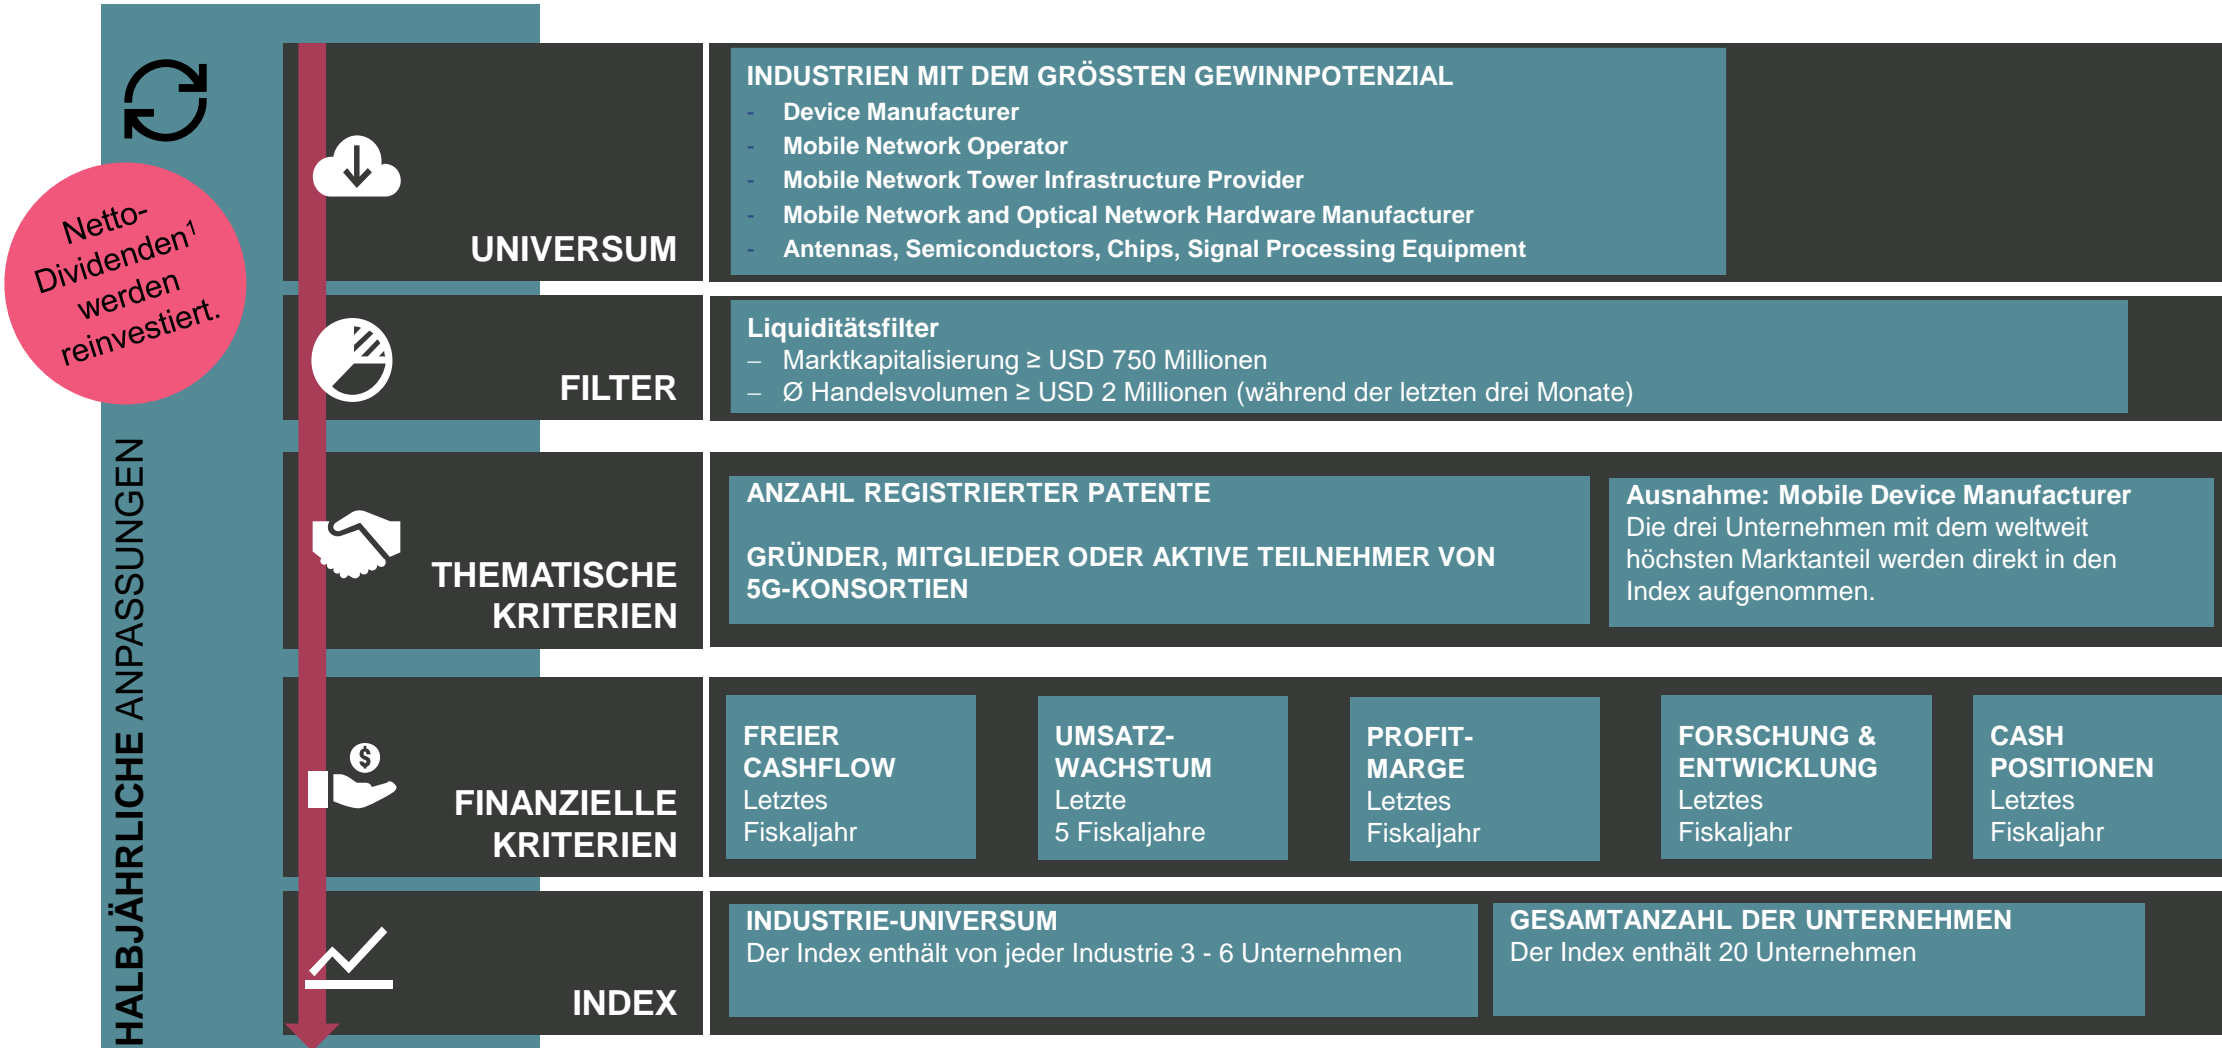 Netto-
Dividenden¹
werden
reinvestiert.
HALBJÄHRLICHE ANPASSUNGEN
UNIVERSUM
INDUSTRIEN MIT DEM GRÖSSTEN GEWINNPOTENZIAL
- Device Manufacturer
- Mobile Network Operator
- Mobile Network Tower Infrastructure Provider
- Mobile Network and Optical Network Hardware Manufacturer
- Antennas, Semiconductors, Chips, Signal Processing Equipment
FILTER
Liquiditätsfilter
– Marktkapitalisierung ≥ USD 750 Millionen
– Ø Handelsvolumen ≥ USD 2 Millionen (während der letzten drei Monate)
THEMATISCHE
KRITERIEN
ANZAHL REGISTRIERTER PATENTE
GRÜNDER, MITGLIEDER ODER AKTIVE TEILNEHMER VON
5G-KONSORTIEN
Ausnahme: Mobile Device Manufacturer
Die drei Unternehmen mit dem weltweit
höchsten Marktanteil werden direkt in den
Index aufgenommen.
$
FINANZIELLE
KRITERIEN
FREIER
CASHFLOW
Letztes
Fiskaljahr
UMSATZ-
WACHSTUM
Letzte
5 Fiskaljahre
PROFIT-
MARGE
Letztes
Fiskaljahr
FORSCHUNG &
ENTWICKLUNG
Letztes
Fiskaljahr
CASH
POSITIONEN
Letztes
Fiskaljahr
INDEX
INDUSTRIE-UNIVERSUM
Der Index enthält von jeder Industrie 3 - 6 Unternehmen
GESAMTANZAHL DER UNTERNEHMEN
Der Index enthält 20 Unternehmen